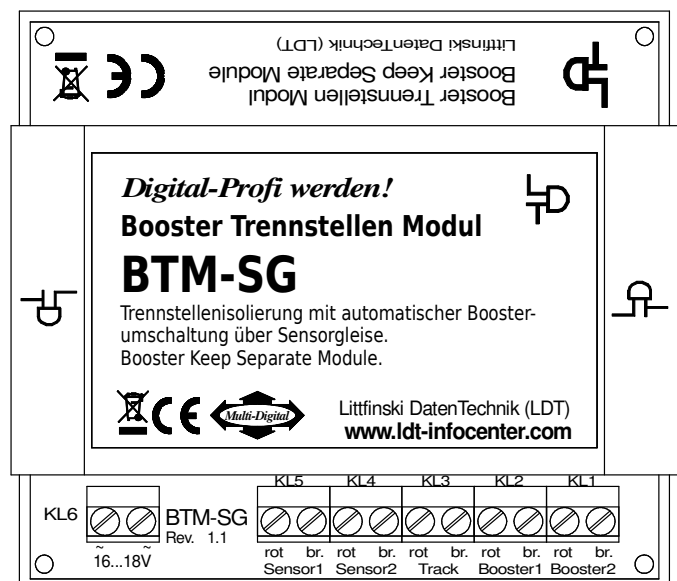 Littfinski DatenTechnik (LDT)
Booster Keep Separate Module
Booster Trennstellen Modul
Digital-Profi werden!
Booster Trennstellen Modul
BTM-SG
Trennstellenisolierung mit automatischer Booster-
umschaltung über Sensorgleise.
Booster Keep Separate Module.
Multi-Digital
Littfinski DatenTechnik (LDT)
www.ldt-infocenter.com
KL5 KL4 KL3 KL2 KL1
KL6 BTM-SG
Rev. 1.1
~ ~
16...18V
rot br. rot br. rot br. rot br. rot br.
Sensor1 Sensor2 Track Booster1 Booster2